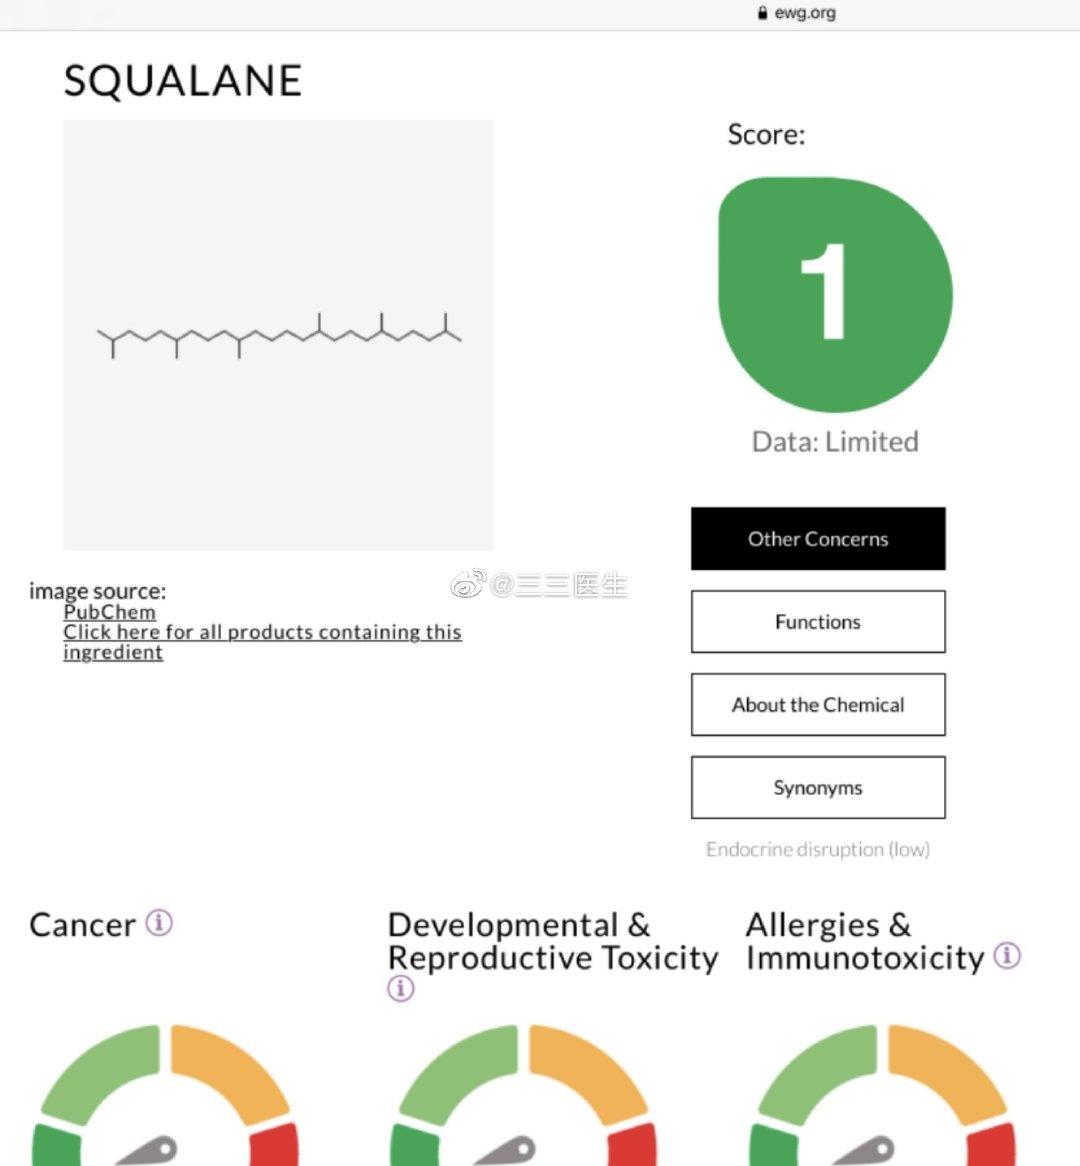 ewg.org
SQUALANE
Score:
1
Data: Limited
Other Concerns
Functions
About the Chemical
Synonyms
Endocrine disruption (low)
image source:
PubChem
Click here for all products containing this
ingredient
@三三医生
Cancer
Developmental &
Reproductive Toxicity
Allergies &
Immunotoxicity